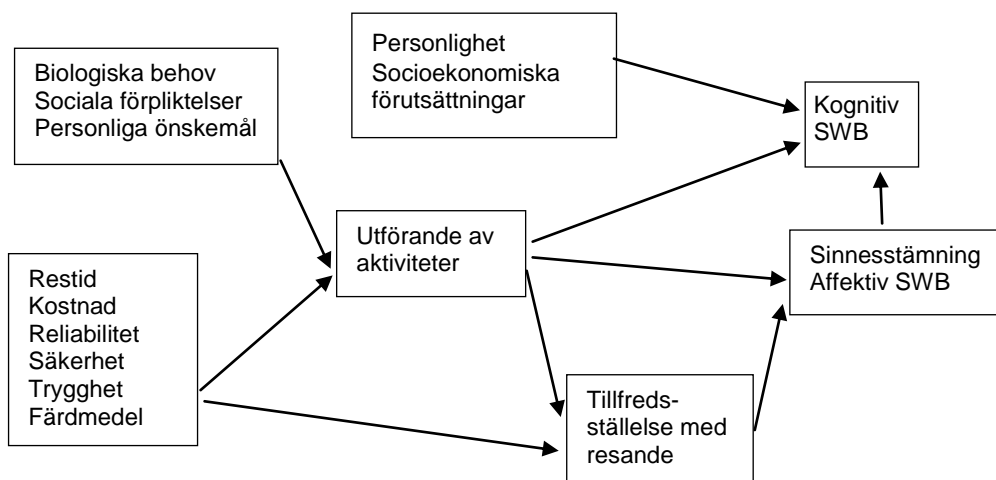 Biologiska behov
Sociala förpliktelser
Personliga önskemål
Personlighet
Socioekonomiska
förutsättningar
Kognitiv
SWB
Utförande av
aktiviteter
Sinnesstämning
Affektiv SWB
Restid
Kostnad
Reliabilitet
Säkerhet
Trygghet
Färdmedel
Tillfreds-
ställelse med
resande